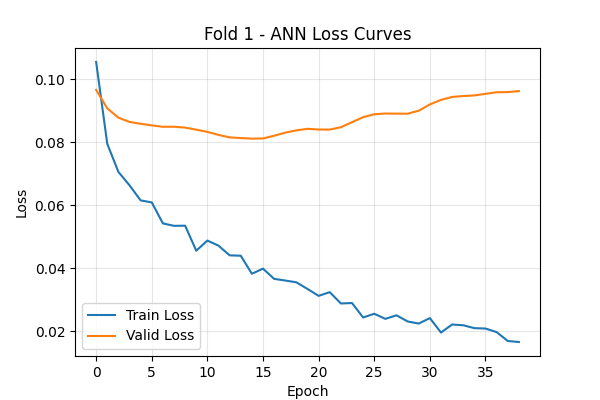 Fold 1 - ANN Loss Curves
0.10
0.08
0.06
0.04
0.02
Loss
Train Loss
Valid Loss
0 5 10 15 20 25 30 35
Epoch